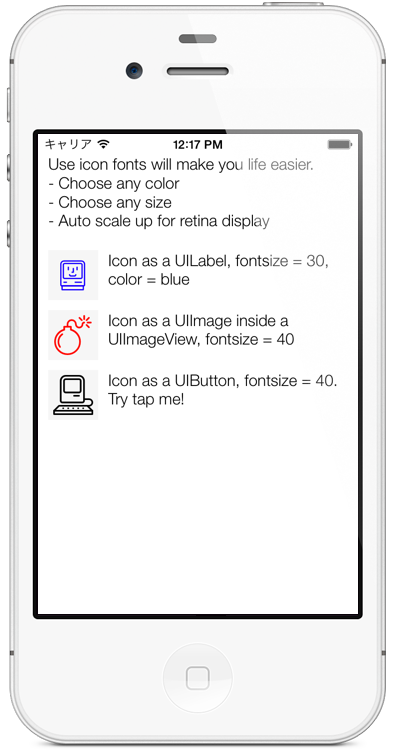 キャリア 12:17 PM
Use icon fonts will make you life easier.
- Choose any color
- Choose any size
- Auto scale up for retina display
Icon as a UILabel, fontsize = 30,
color = blue
Icon as a UIImage inside a
UIImageView, fontsize = 40
Icon as a UIButton, fontsize = 40.
Try tap me!